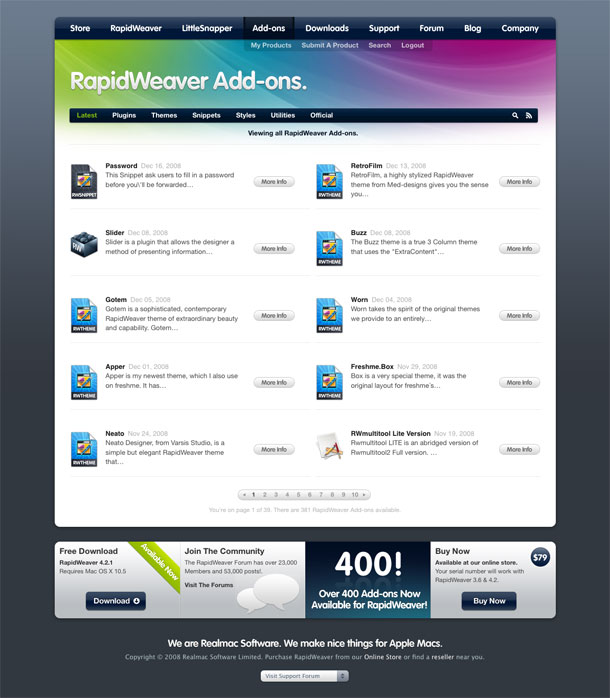 Store RapidWeaver LittleSnapper Add-ons Downloads Support Forum Blog Company
My Products Submit A Product Search Logout
RapidWeaver Add-ons.
Latest Plugins Themes Snippets Styles Utilities Official
Viewing all RapidWeaver Add-ons.
Password Dec 16, 2008
This Snippet ask users to fill in a password
before you\'ll be forwarded...
More Info
RWSNIPPET
RetroFilm Dec 13, 2008
RetroFilm, a highly stylized RapidWeaver
theme from Med-designs gives you the sense
you...
More Info
RWTHEME
Slider Dec 08, 2008
Slider is a plugin that allows the designer a
method of presenting information...
More Info
RW
Buzz Dec 08, 2008
The Buzz theme is a true 3 Column theme
that uses the "ExtraContent"...
More Info
RWTHEME
Gotem Dec 05, 2008
Gotem is a sophisticated, contemporary
RapidWeaver theme of extraordinary beauty
and capability. Gotem...
More Info
RWTHEME
Worn Dec 04, 2008
Worn takes the spirit of the original themes
we provide to an entirely...
More Info
RWTHEME
Apper Dec 01, 2008
Apper is my newest theme, which I also use
on freshme. It has...
More Info
RWTHEME
Freshme.Box Nov 29, 2008
Box is a very special theme, it was the
original layout for freshme's...
More Info
RWTHEME
Neato Nov 24, 2008
Neato Designer, from Varsis Studio, is a
simple but elegant RapidWeaver theme
that...
More Info
RWTHEME
RWmultitool Lite Version Nov 19, 2008
Rwmultitool LITE is an abridged version of
Rwmultitool2 Full version. ...
More Info
1 2 3 4 5 6 7 8 9 10
You're on page 1 of 39. There are 381 RapidWeaver Add-ons available.
Free Download
RapidWeaver 4.2.1
Requires Mac OS X 10.5
Available Now
Download
Join The Community
The RapidWeaver Forum has over 23,000
Members and 53,000 posts!.
Visit The Forums
400!
Over 400 Add-ons Now
Available for RapidWeaver!
Buy Now
$79
Available at our online store.
Your serial number will work with
RapidWeaver 3.6 & 4.2.
Buy Now
We are Realmac Software. We make nice things for Apple Macs.
Copyright © 2008 Realmac Software Limited, Purchase RapidWeaver from our Online Store or find a reseller near you.
Visit Support Forum